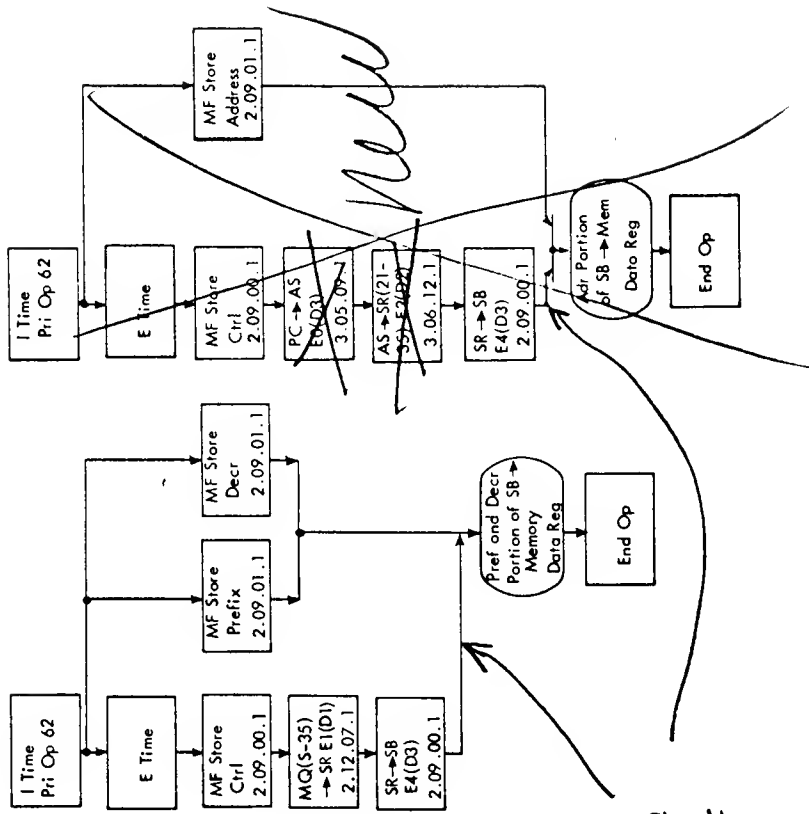 I Time
Pri Op 62
E Time
MF Store
Ctrl
2.09.00.1
MQ(S-35)
→ SR E1(D1)
2.12.07.1
SR→SB
E4(D3)
2.09.00.1
MF Store
Prefix
2.09.01.1
MF Store
Decr
2.09.01.1
Pref and Decr
Portion of SB→
Memory
Data Reg
End Op
I Time
Pri Op 62
E Time
MF Store
Ctrl
2.09.00.1
PC→AS
E0(D3)
3.05.09.1
AS→SR(21-
35) E2(D2)
3.06.12.1
SR→SB
E4(D3)
2.09.00.1
MF Store
Address
2.09.01.1
new
Adr Portion
of SB→Mem
Data Reg
End Op